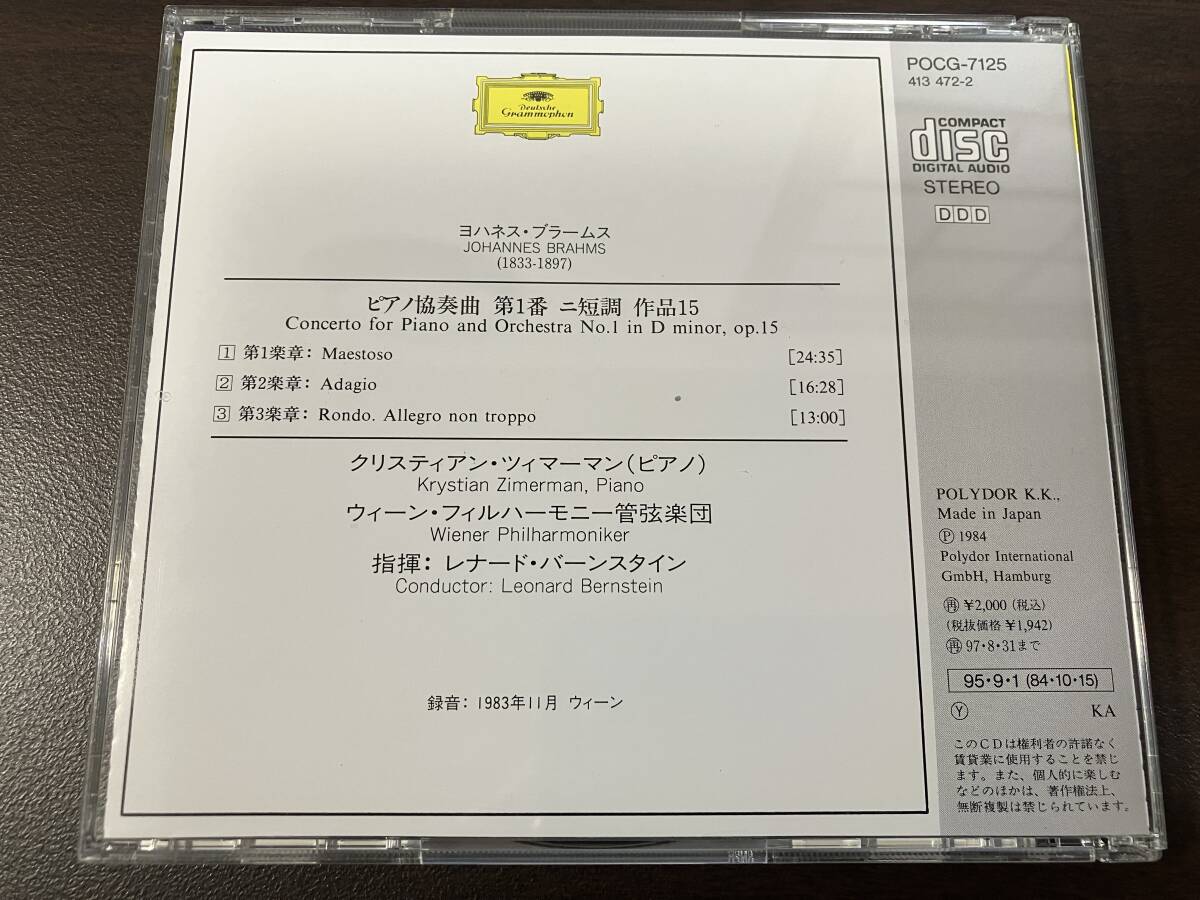 Deutsche
Grammophon
ヨハネス・ブラームス
JOHANNES BRAHMS
(1833-1897)
ピアノ協奏曲 第1番 ニ短調 作品15
Concerto for Piano and Orchestra No.1 in D minor, op.15
1 第1楽章: Maestoso [24:35]
2 第2楽章: Adagio [16:28]
3 第3楽章: Rondo. Allegro non troppo [13:00]
クリスティアン・ツィマーマン(ピアノ)
Krystian Zimerman, Piano
ウィーン・フィルハーモニー管弦楽団
Wiener Philharmoniker
指揮: レナード・バーンスタイン
Conductor: Leonard Bernstein
録音: 1983年11月 ウィーン
POCG-7125
413 472-2
COMPACT
disc
DIGITAL AUDIO
STEREO
DDD
POLYDOR K.K.,
Made in Japan
Ⓟ 1984
Polydor International
GmbH, Hamburg
㊢ ¥2,000 (税込)
(税抜価格 ¥1,942)
再 97・8・31まで
95・9・1 (84・10・15)
Ⓨ KA
このCDは権利者の許諾なく
賃貸業に使用することを禁じ
ます。また、個人的に楽しむ
などのほかは、著作権法上、
無断複製は禁じられています。